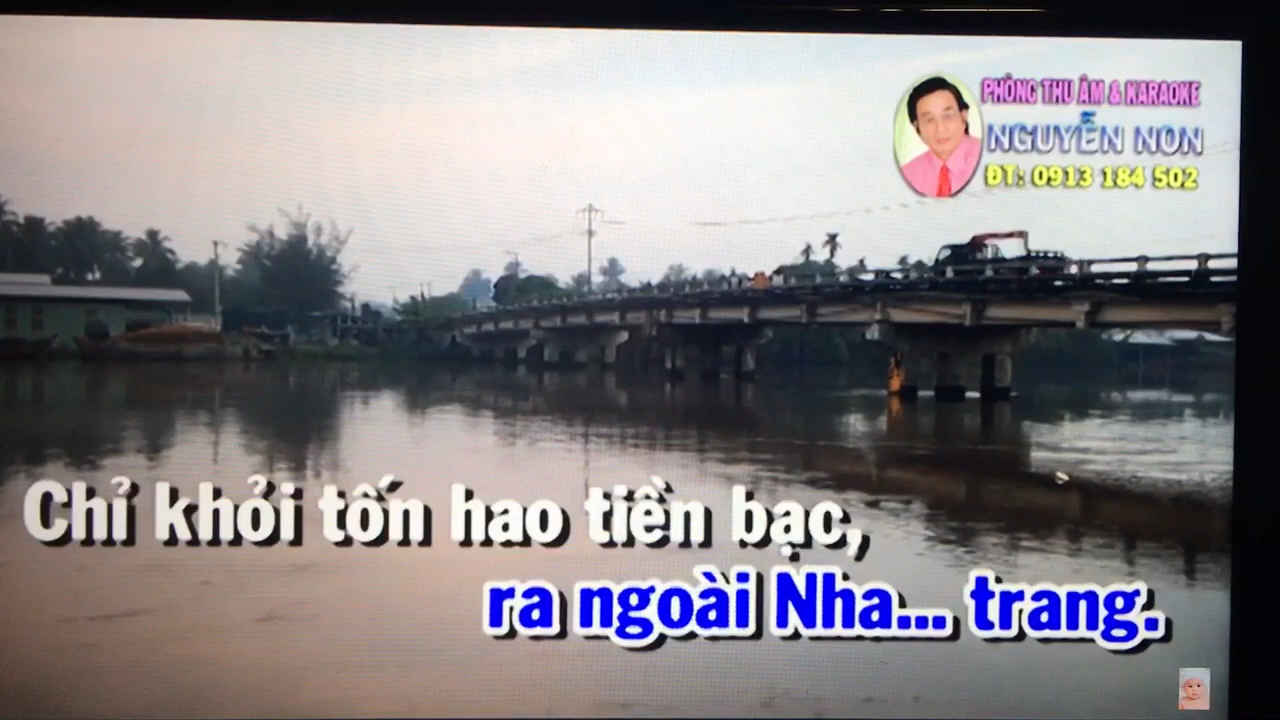 PHÒNG THU ÂM & KARAOKE
NGUYỄN NON
ĐT: 0913 184 502
Chỉ khỏi tốn hao tiền bạc,
ra ngoài Nha... trang.